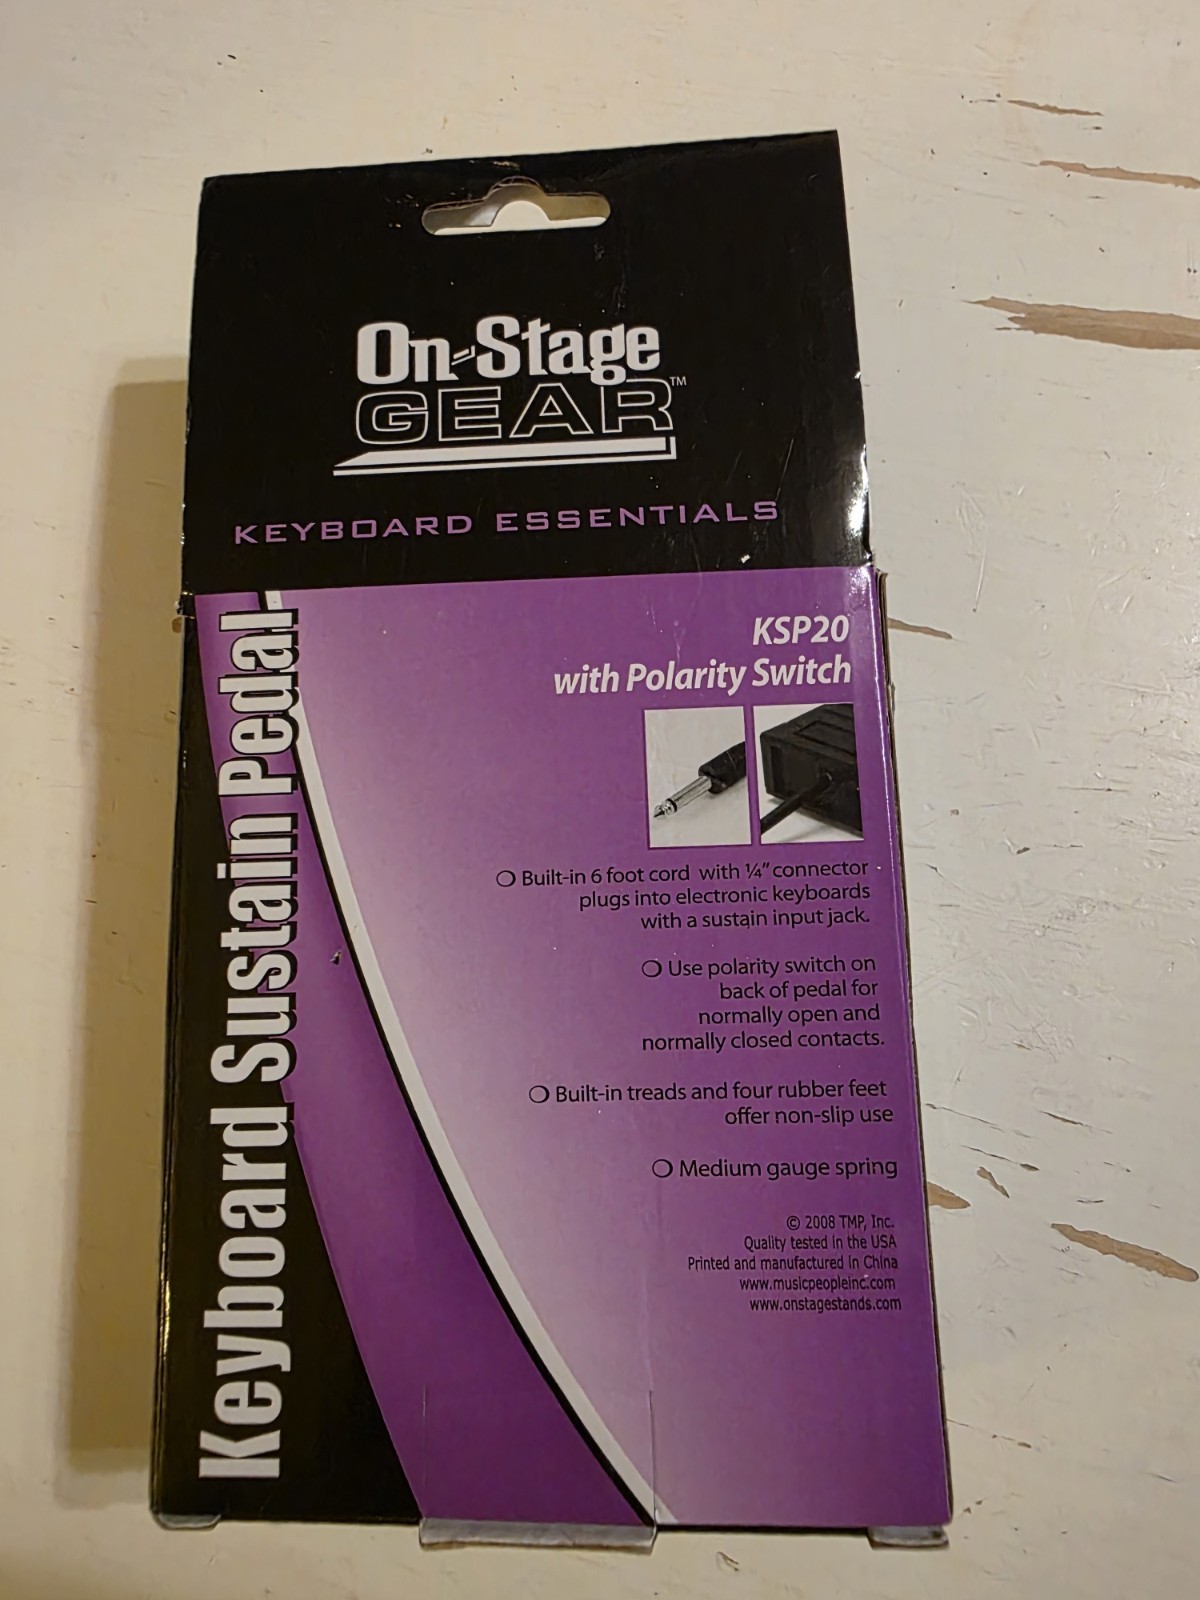 On-Stage
GEAR™
KEYBOARD ESSENTIALS
Keyboard Sustain Pedal
KSP20
with Polarity Switch
❍ Built-in 6 foot cord with ¼" connector
plugs into electronic keyboards
with a sustain input jack.
❍ Use polarity switch on
back of pedal for
normally open and
normally closed contacts.
❍ Built-in treads and four rubber feet
offer non-slip use
❍ Medium gauge spring
© 2008 TMP, Inc.
Quality tested in the USA
Printed and manufactured in China
www.musicpeopleinc.com
www.onstagestands.com